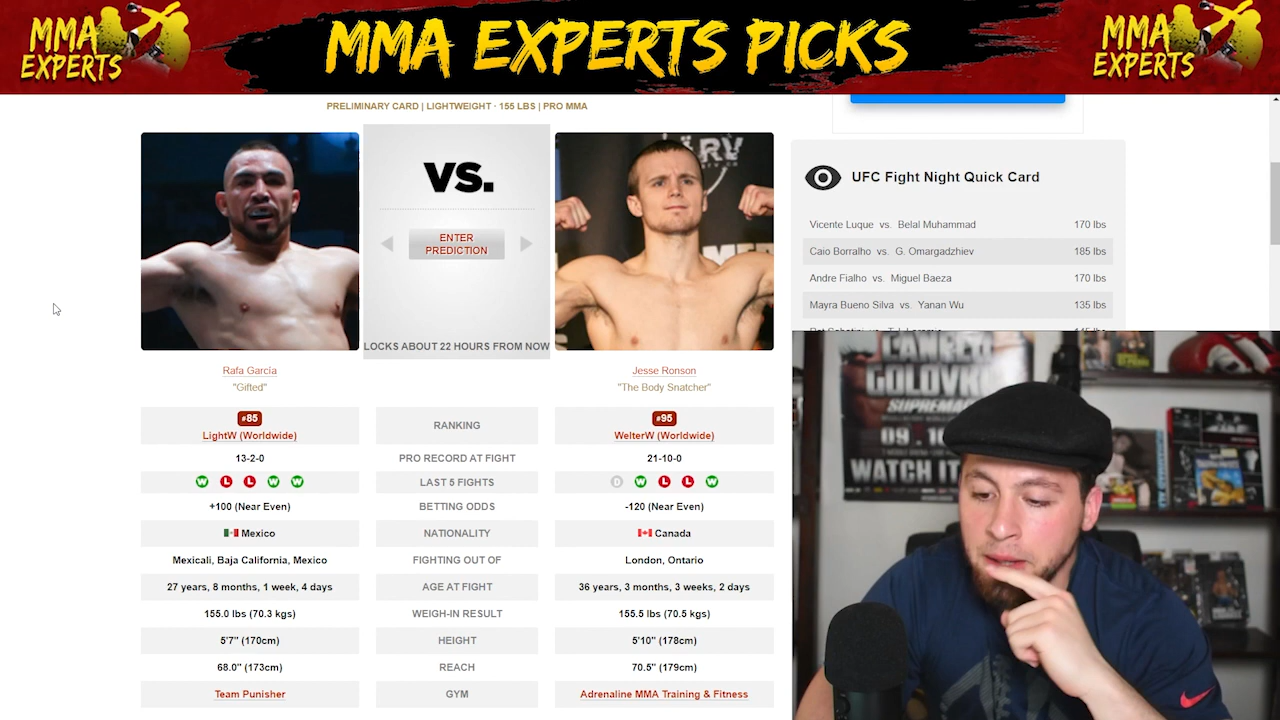 MMA
EXPERTS
MMA EXPERTS PICKS
MMA
EXPERTS
PRELIMINARY CARD | LIGHTWEIGHT · 155 LBS | PRO MMA
VS.
ENTER
PREDICTION
LOCKS ABOUT 22 HOURS FROM NOW
Rafa Garcia
"Gifted"
Jesse Ronson
"The Body Snatcher"
#85
LightW (Worldwide)
RANKING
#95
WelterW (Worldwide)
13-2-0 PRO RECORD AT FIGHT 21-10-0
W L L W W LAST 5 FIGHTS D W L L W
+100 (Near Even) BETTING ODDS -120 (Near Even)
Mexico NATIONALITY Canada
Mexicali, Baja California, Mexico FIGHTING OUT OF London, Ontario
27 years, 8 months, 1 week, 4 days AGE AT FIGHT 36 years, 3 months, 3 weeks, 2 days
155.0 lbs (70.3 kgs) WEIGH-IN RESULT 155.5 lbs (70.5 kgs)
5'7" (170cm) HEIGHT 5'10" (178cm)
68.0" (173cm) REACH 70.5" (179cm)
Team Punisher GYM Adrenaline MMA Training & Fitness
UFC Fight Night Quick Card
Vicente Luque vs. Belal Muhammad 170 lbs
Caio Borralho vs. G. Omargadzhiev 185 lbs
Andre Fialho vs. Miguel Baeza 170 lbs
Mayra Bueno Silva vs. Yanan Wu 135 lbs
CANELO
GOLOVK
SUPREMA
WATCH IT